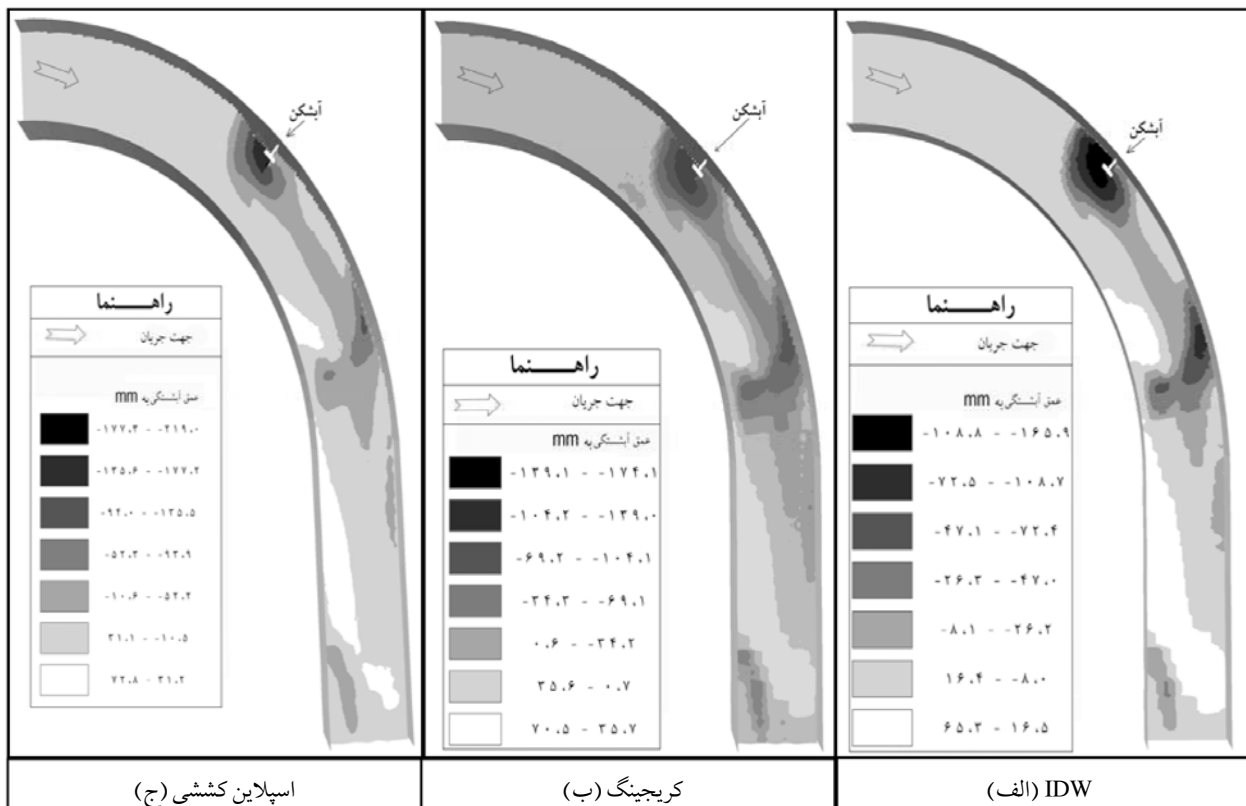 آبشکن
راهـــــنما
جهت جریان
عمق آبشستگی به mm
-۱۰۸.۸ - -۱۶۵.۹
-۷۲.۵ - -۱۰۸.۷
-۴۷.۱ - -۷۲.۴
-۲۶.۳ - -۴۷.۰
-۸.۱ - -۲۶.۲
۱۶.۴ - -۸.۰
۶۵.۳ - ۱۶.۵
IDW (الف)
آبشکن
راهـــــنما
جهت جریان
عمق آبشستگی به mm
-۱۳۹.۱ - -۱۷۴.۱
-۱۰۴.۲ - -۱۳۹.۰
-۶۹.۲ - -۱۰۴.۱
-۳۴.۳ - -۶۹.۱
۰.۶ - -۳۴.۲
۳۵.۶ - ۰.۷
۷۰.۵ - ۳۵.۷
کریجینگ (ب)
آبشکن
راهـــــنما
جهت جریان
عمق آبشستگی به mm
-۱۷۷.۳ - -۲۱۹.۰
-۱۳۵.۶ - -۱۷۷.۲
-۹۴.۰ - -۱۳۵.۵
-۵۲.۳ - -۹۳.۹
-۱۰.۶ - -۵۲.۲
۳۱.۱ - -۱۰.۵
۷۲.۸ - ۳۱.۲
اسپلاین کششی (ج)